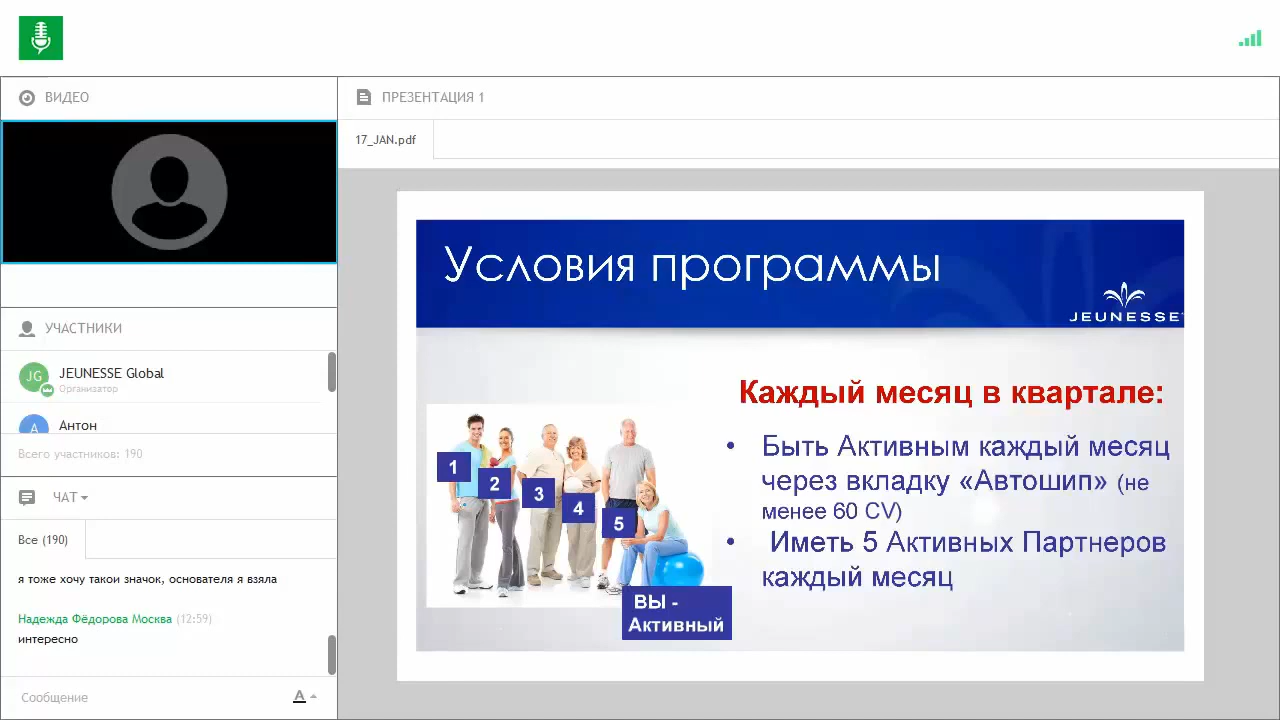 ВИДЕО
УЧАСТНИКИ
JG
JEUNESSE Global
Организатор
А
Антон
Всего участников: 190
ЧАТ
Все (190)
я тоже хочу такой значок, основателя я взяла
Надежда Фёдорова Москва (12:59)
интересно
Сообщение
A
ПРЕЗЕНТАЦИЯ 1
17_JAN.pdf
Условия программы
JEUNESSE
Каждый месяц в квартале:
• Быть Активным каждый месяц
через вкладку «Автошип» (не
менее 60 CV)
• Иметь 5 Активных Партнеров
каждый месяц
1
2
3
4
5
ВЫ -
Активный